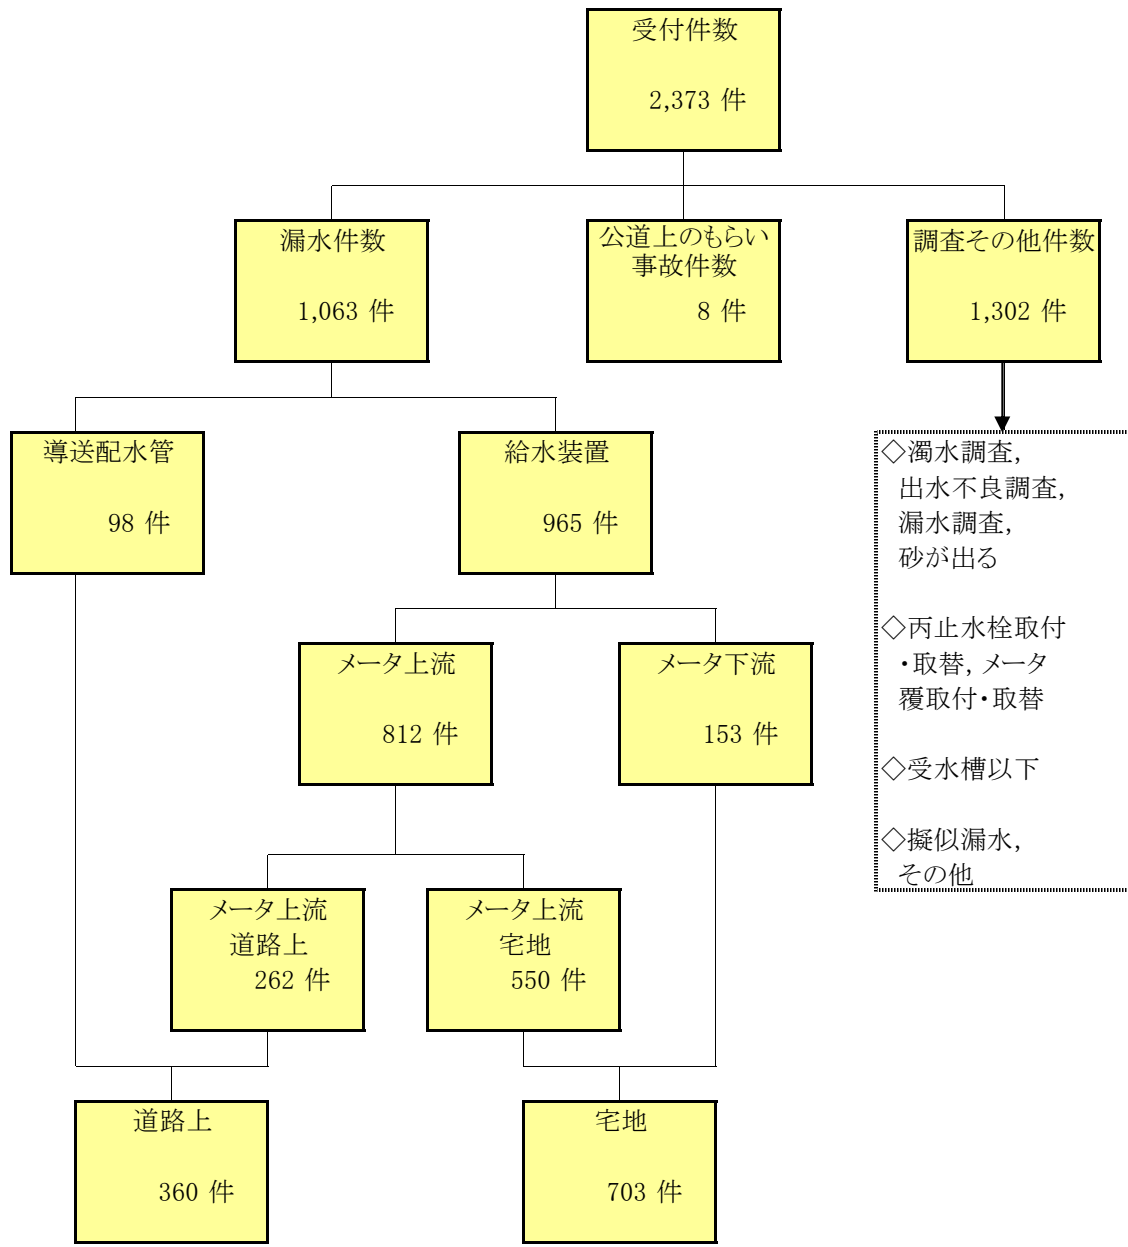 受付件数
2,373 件
漏水件数
1,063 件
公道上のもらい
事故件数
8 件
調査その他件数
1,302 件
導送配水管
98 件
給水装置
965 件
◇濁水調査,
出水不良調査,
漏水調査,
砂が出る
◇丙止水栓取付
・取替, メータ
覆取付・取替
◇受水槽以下
◇擬似漏水,
その他
メータ上流
812 件
メータ下流
153 件
メータ上流
道路上
262 件
メータ上流
宅地
550 件
道路上
360 件
宅地
703 件